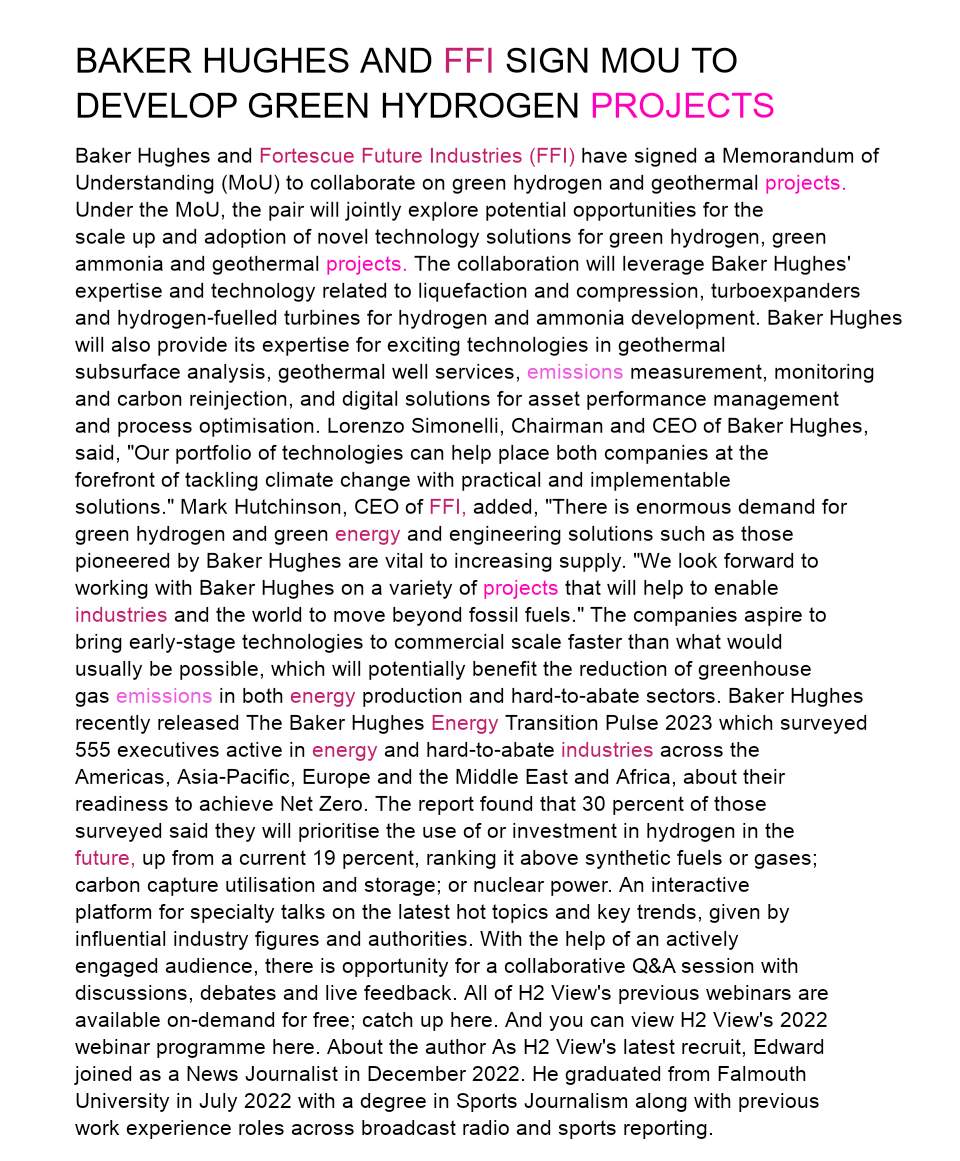 BAKER HUGHES AND FFI SIGN MOU TO
DEVELOP GREEN HYDROGEN PROJECTS
Baker Hughes and Fortescue Future Industries (FFI) have signed a Memorandum of
Understanding (MoU) to collaborate on green hydrogen and geothermal projects.
Under the MoU, the pair will jointly explore potential opportunities for the
scale up and adoption of novel technology solutions for green hydrogen, green
ammonia and geothermal projects. The collaboration will leverage Baker Hughes'
expertise and technology related to liquefaction and compression, turboexpanders
and hydrogen-fuelled turbines for hydrogen and ammonia development. Baker Hughes
will also provide its expertise for exciting technologies in geothermal
subsurface analysis, geothermal well services, emissions measurement, monitoring
and carbon reinjection, and digital solutions for asset performance management
and process optimisation. Lorenzo Simonelli, Chairman and CEO of Baker Hughes,
said, "Our portfolio of technologies can help place both companies at the
forefront of tackling climate change with practical and implementable
solutions." Mark Hutchinson, CEO of FFI, added, "There is enormous demand for
green hydrogen and green energy and engineering solutions such as those
pioneered by Baker Hughes are vital to increasing supply. "We look forward to
working with Baker Hughes on a variety of projects that will help to enable
industries and the world to move beyond fossil fuels." The companies aspire to
bring early-stage technologies to commercial scale faster than what would
usually be possible, which will potentially benefit the reduction of greenhouse
gas emissions in both energy production and hard-to-abate sectors. Baker Hughes
recently released The Baker Hughes Energy Transition Pulse 2023 which surveyed
555 executives active in energy and hard-to-abate industries across the
Americas, Asia-Pacific, Europe and the Middle East and Africa, about their
readiness to achieve Net Zero. The report found that 30 percent of those
surveyed said they will prioritise the use of or investment in hydrogen in the
future, up from a current 19 percent, ranking it above synthetic fuels or gases;
carbon capture utilisation and storage; or nuclear power. An interactive
platform for specialty talks on the latest hot topics and key trends, given by
influential industry figures and authorities. With the help of an actively
engaged audience, there is opportunity for a collaborative Q&A session with
discussions, debates and live feedback. All of H2 View's previous webinars are
available on-demand for free; catch up here. And you can view H2 View's 2022
webinar programme here. About the author As H2 View's latest recruit, Edward
joined as a News Journalist in December 2022. He graduated from Falmouth
University in July 2022 with a degree in Sports Journalism along with previous
work experience roles across broadcast radio and sports reporting.